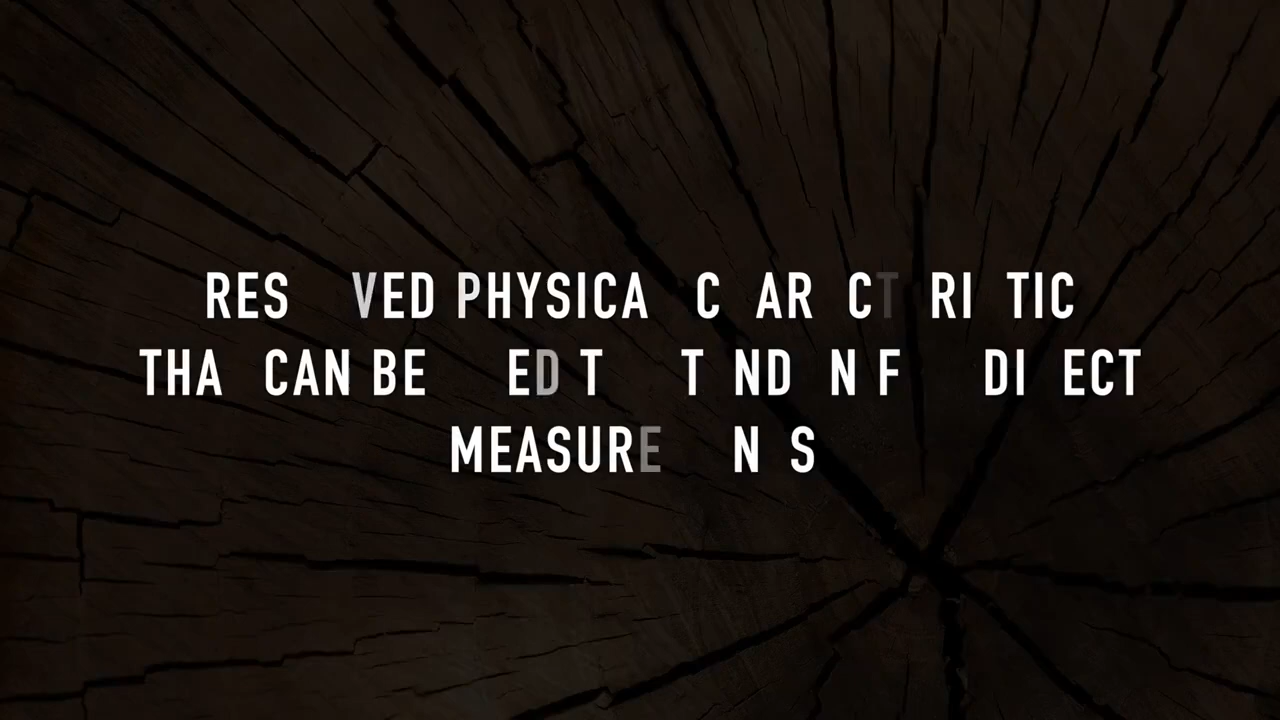 RES VED PHYSICA C AR CT RI TIC
THA CAN BE ED T T ND N F DI ECT
MEASURE N S